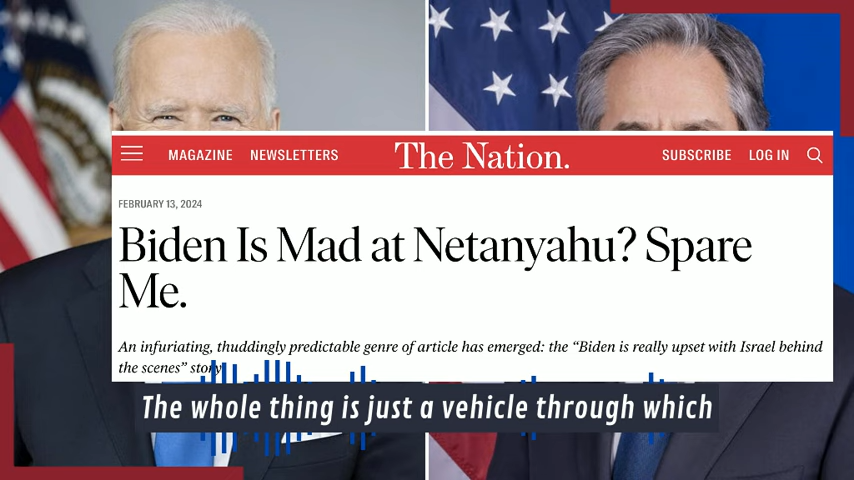 MAGAZINE NEWSLETTERS The Nation. SUBSCRIBE LOG IN
FEBRUARY 13, 2024
Biden Is Mad at Netanyahu? Spare
Me.
An infuriating, thuddingly predictable genre of article has emerged: the “Biden is really upset with Israel behind
the scenes” story.
The whole thing is just a vehicle through which